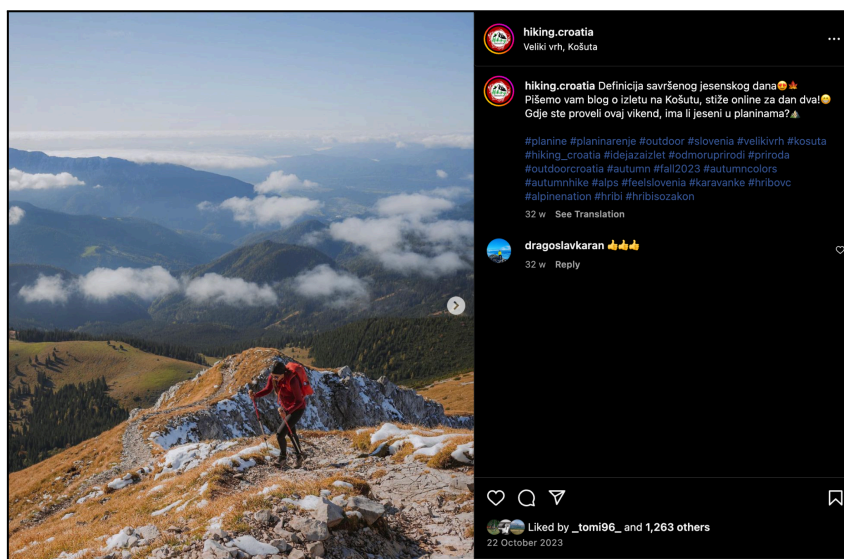 hiking.croatia
Veliki vrh, Košuta
hiking.croatia Definicija savršenog jesenskog dana😍🍁
Pišemo vam blog o izletu na Košutu, stiže online za dan dva!😁
Gdje ste proveli ovaj vikend, ima li jeseni u planinama?⛰️
#planine #planinarenje #outdoor #slovenia #velikivrh #kosuta
#hiking_croatia #idejazaizlet #odmoruprirodi #priroda
#outdoorcroatia #autumn #fall2023 #autumncolors
#autumnhike #alps #feelslovenia #karavanke #hribovc
#alpinenation #hribi #hribisozakon
32 w See Translation
dragoslavkaran 👍👍👍
32 w Reply
Liked by _tomi96_ and 1,263 others
22 October 2023